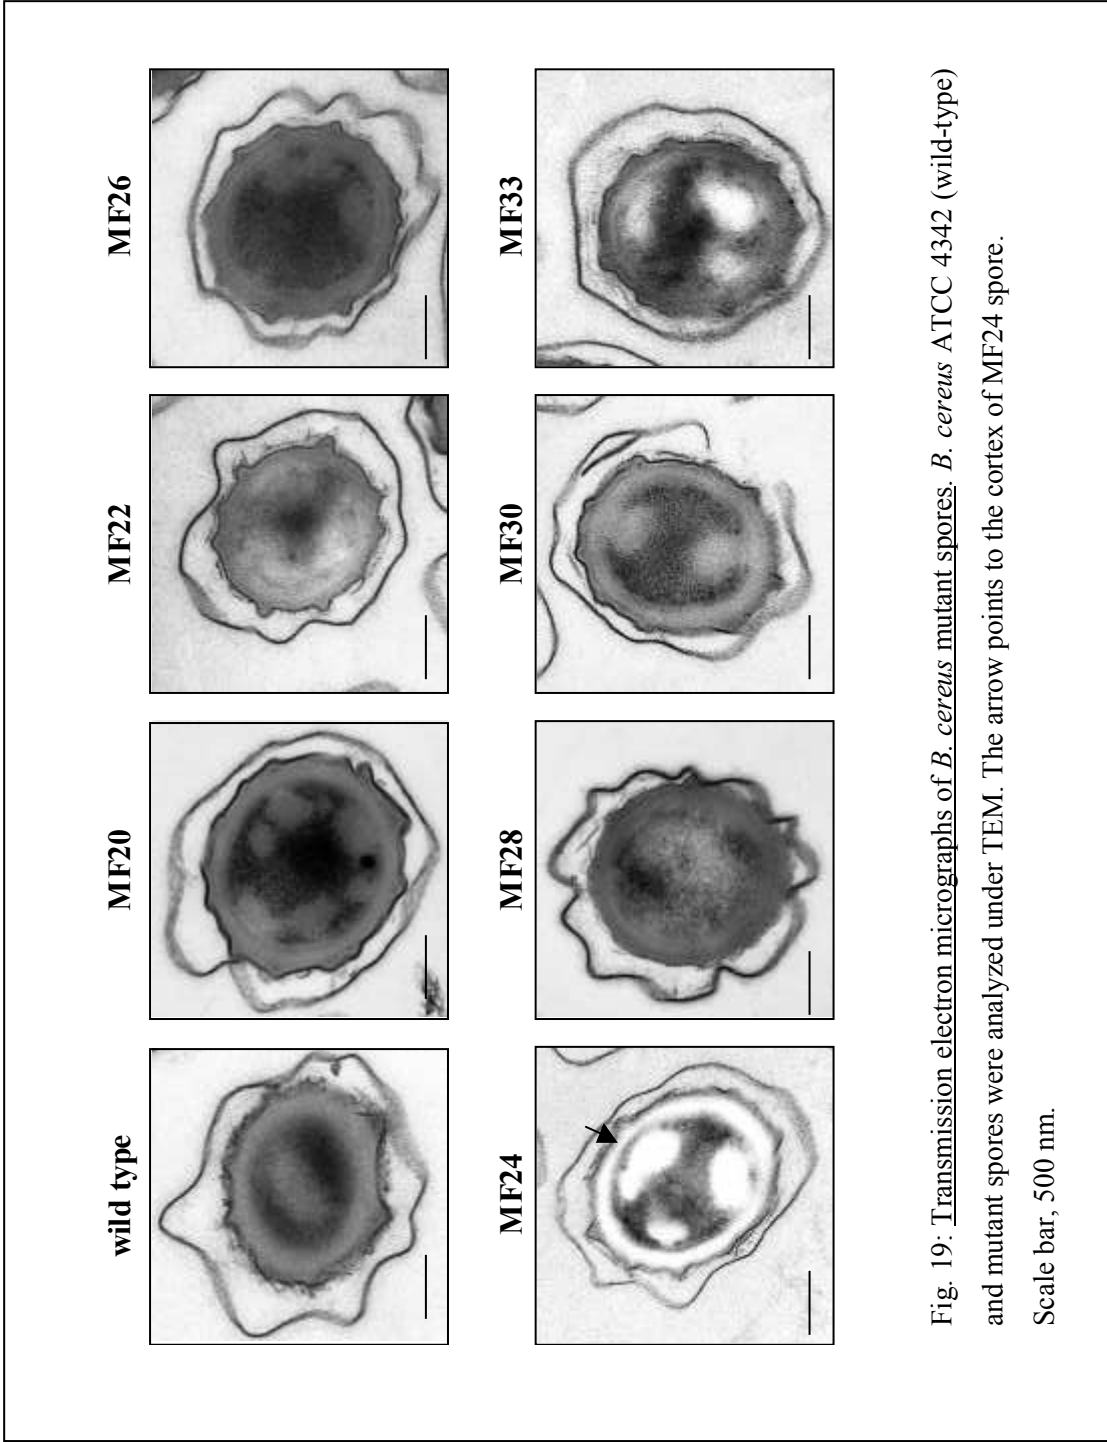 wild type
MF20
MF22
MF26
MF24
MF28
MF30
MF33
Fig. 19: Transmission electron micrographs of B. cereus mutant spores. B. cereus ATCC 4342 (wild-type)
and mutant spores were analyzed under TEM. The arrow points to the cortex of MF24 spore.
Scale bar, 500 nm.